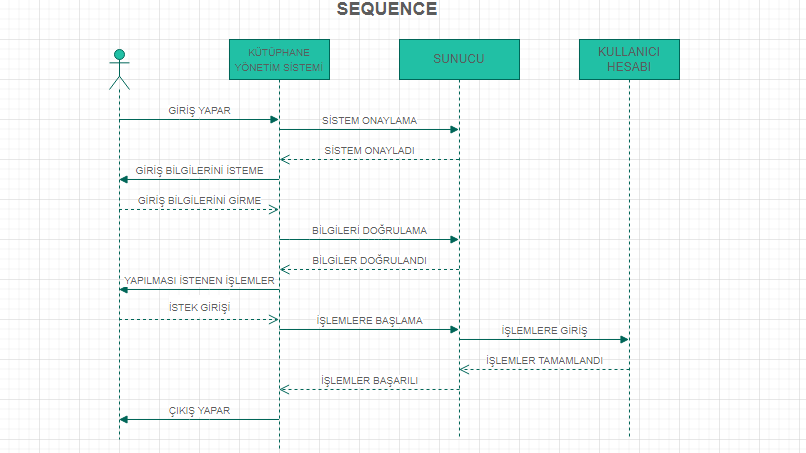 SEQUENCE
KÜTÜPHANE
YÖNETIM SİSTEMİ
SUNUCU
KULLANICI
HESABI
GİRİŞ YAPAR
SİSTEM ONAYLAMA
SİSTEM ONAYLADI
GİRİŞ BİLGİLERİNİ İSTEME
GİRİŞ BİLGİLERİNİ GİRME
BİLGİLERİ DOĞRULAMA
BİLGİLER DOĞRULANDI
YAPILMASI İSTENEN İŞLEMLER
İSTEK GİRİŞİ
İŞLEMLERE BAŞLAMA
İŞLEMLERE GİRİŞ
İŞLEMLER TAMAMLANDI
İŞLEMLER BAŞARILI
ÇIKIŞ YAPAR